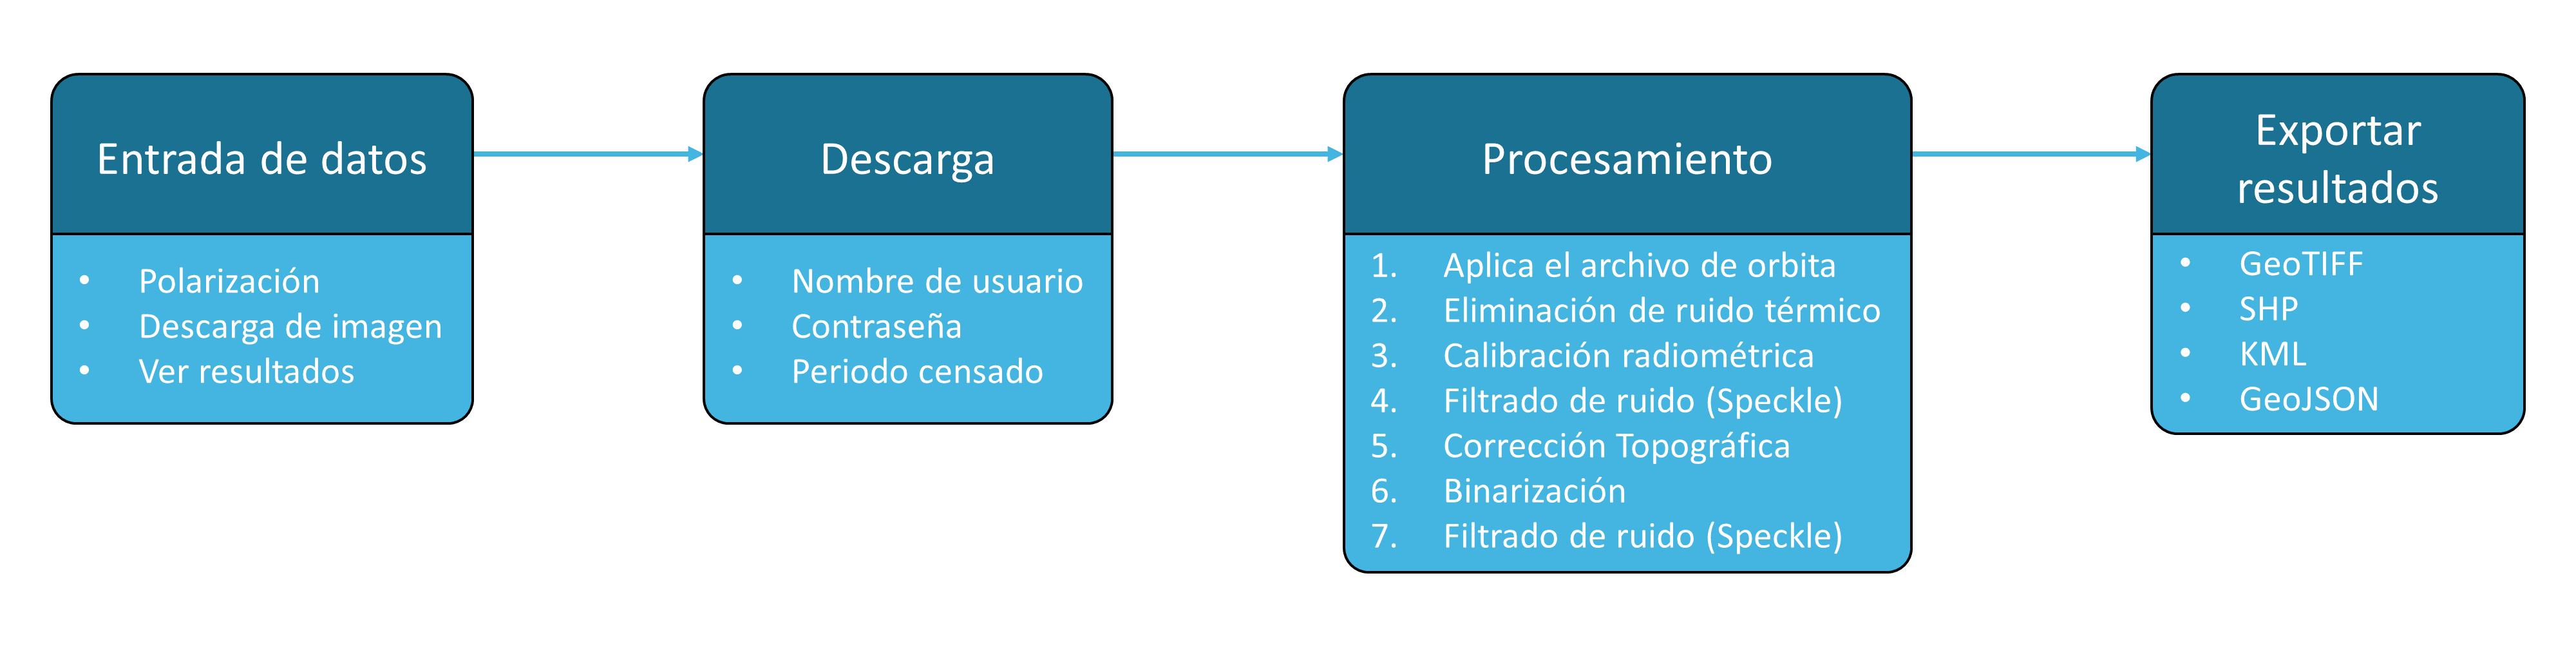 Entrada de datos
• Polarización
• Descarga de imagen
• Ver resultados
Descarga
• Nombre de usuario
• Contraseña
• Periodo censado
Procesamiento
1. Aplica el archivo de orbita
2. Eliminación de ruido térmico
3. Calibración radiométrica
4. Filtrado de ruido (Speckle)
5. Corrección Topográfica
6. Binarización
7. Filtrado de ruido (Speckle)
Exportar
resultados
• GeoTIFF
• SHP
• KML
• GeoJSON